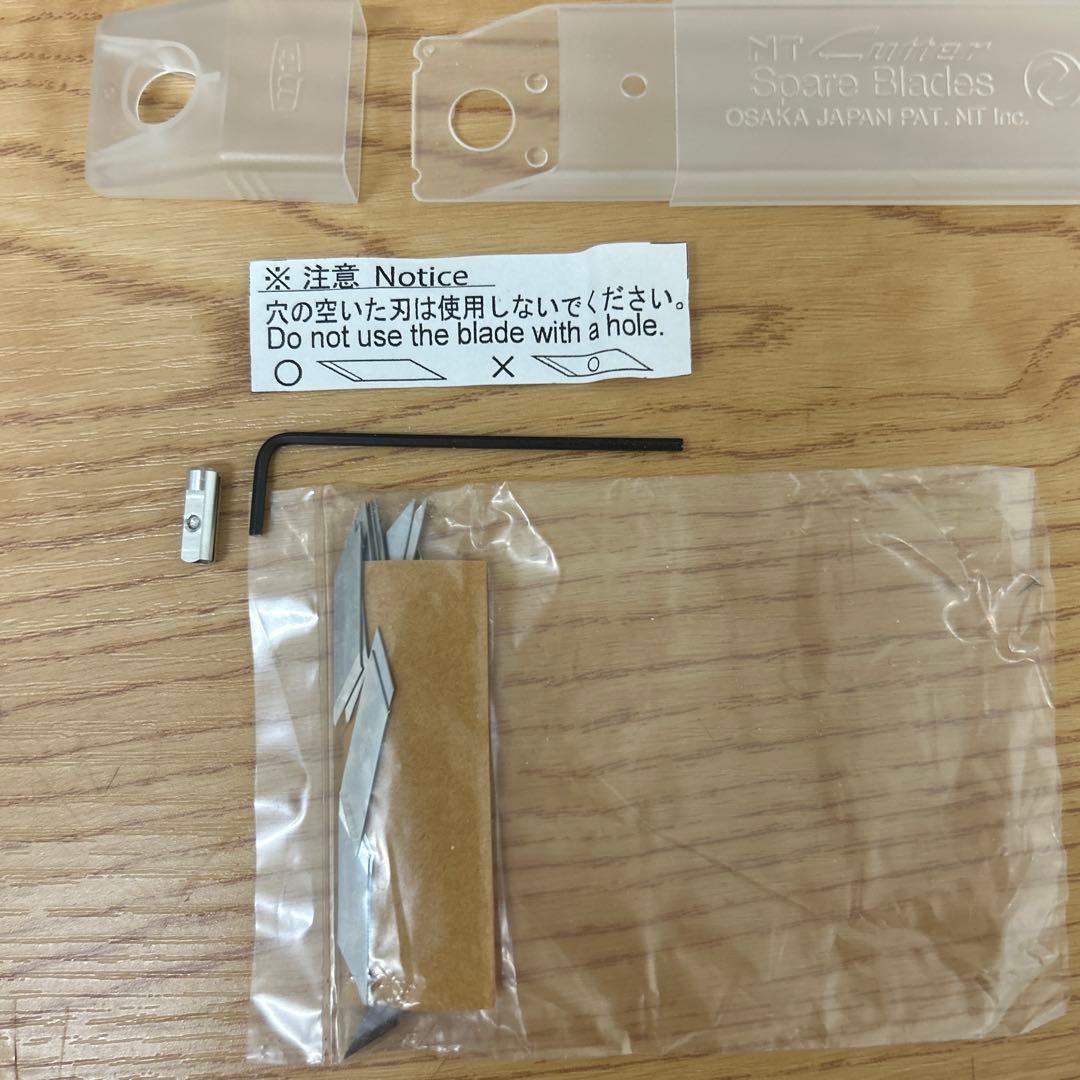 NT Cutter
Spare Blades
OSAKA JAPAN PAT. NT Inc.
※ 注意 Notice
穴の空いた刃は使用しないでください。
Do not use the blade with a hole.
○ ×